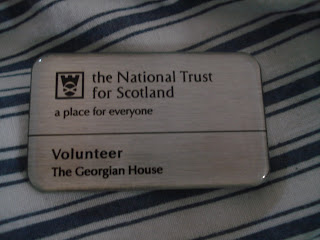 the National Trust
for Scotland
a place for everyone
Volunteer
The Georgian House